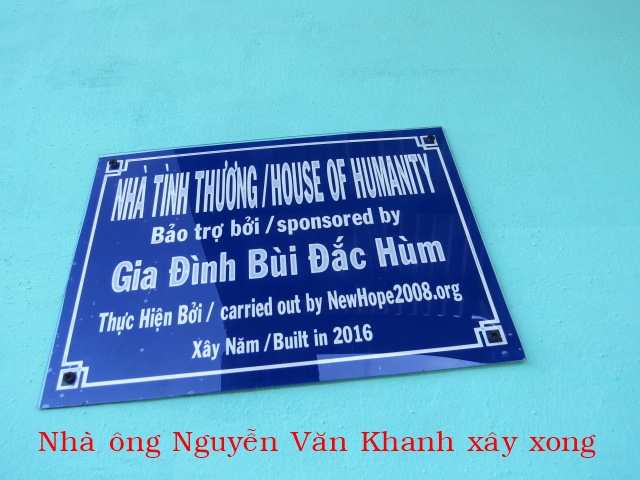 NHÀ TÌNH THƯƠNG / HOUSE OF HUMANITY
Bảo trợ bởi / sponsored by
Gia Đình Bùi Đắc Hùm
Thực Hiện Bởi / carried out by NewHope2008.org
Xây Năm / Built in 2016
Nhà ông Nguyễn Văn Khanh xây xong